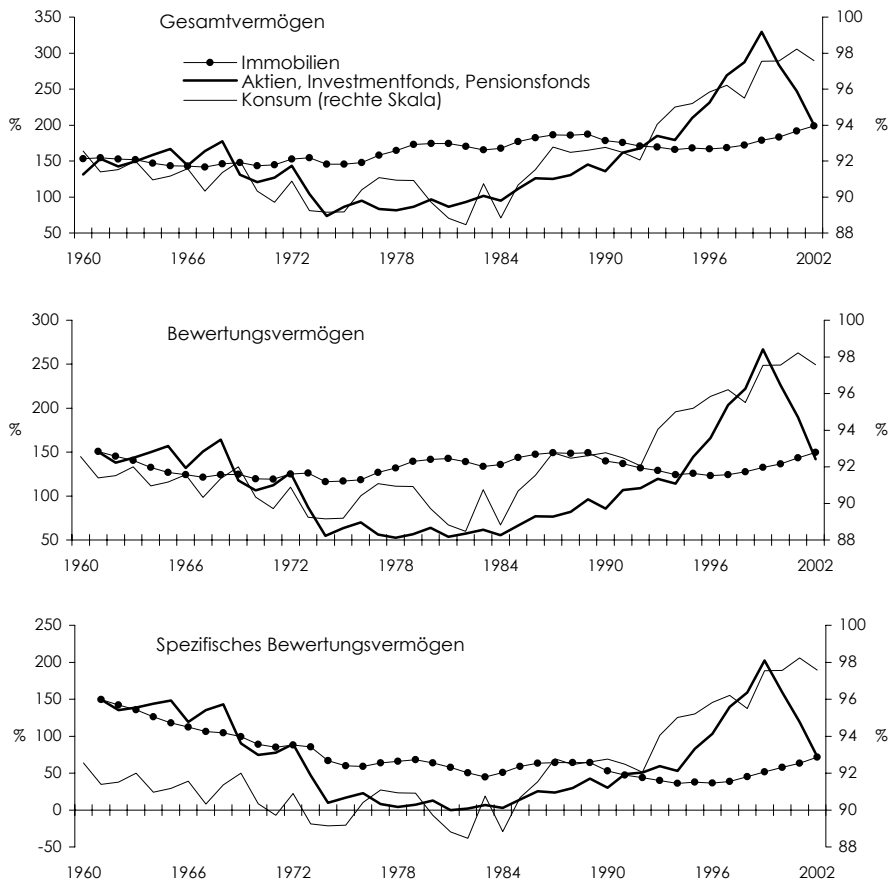 Gesamtvermögen
Immobilien
Aktien, Investmentfonds, Pensionsfonds
Konsum (rechte Skala)
350 100
300 98
250 96
200 94
% %
150 92
100 90
50 88
1960 1966 1972 1978 1984 1990 1996 2002
Bewertungsvermögen
300 100
250 98
200 96
% 94 %
150 92
100 90
50 88
1960 1966 1972 1978 1984 1990 1996 2002
Spezifisches Bewertungsvermögen
250 100
200 98
150 96
% %
100 94
50 92
0 90
-50 88
1960 1966 1972 1978 1984 1990 1996 2002